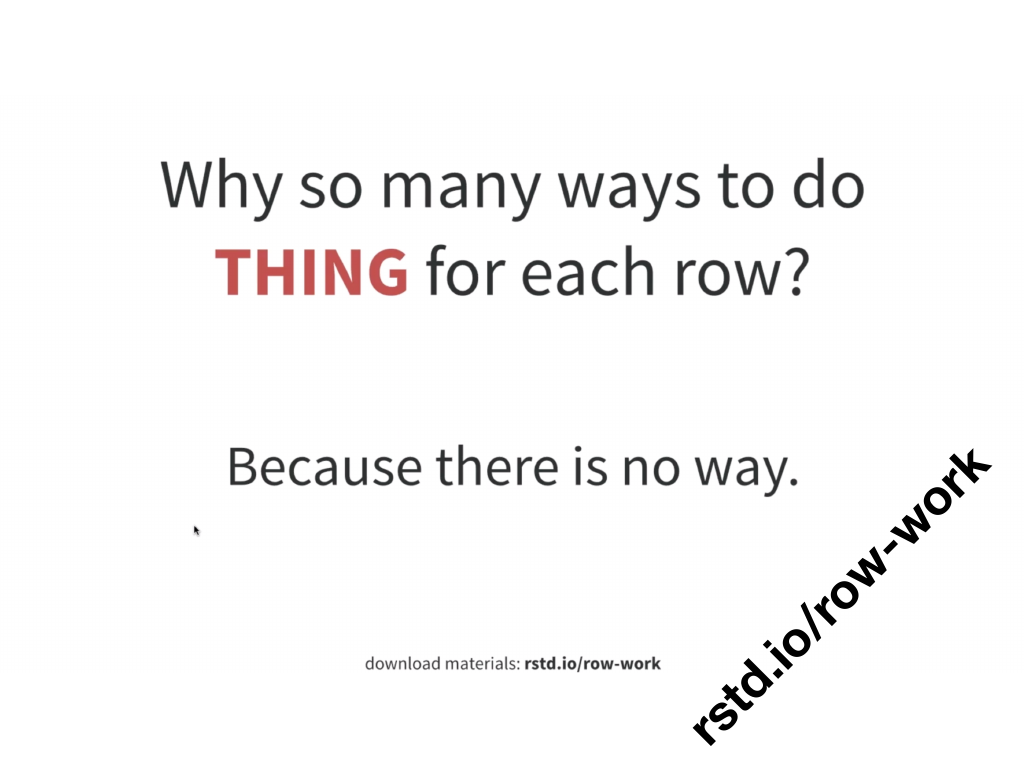 Why so many ways to do
THING for each row?
Because there is no way.
download materials: rstd.io/row-work
rstd.io/row-work